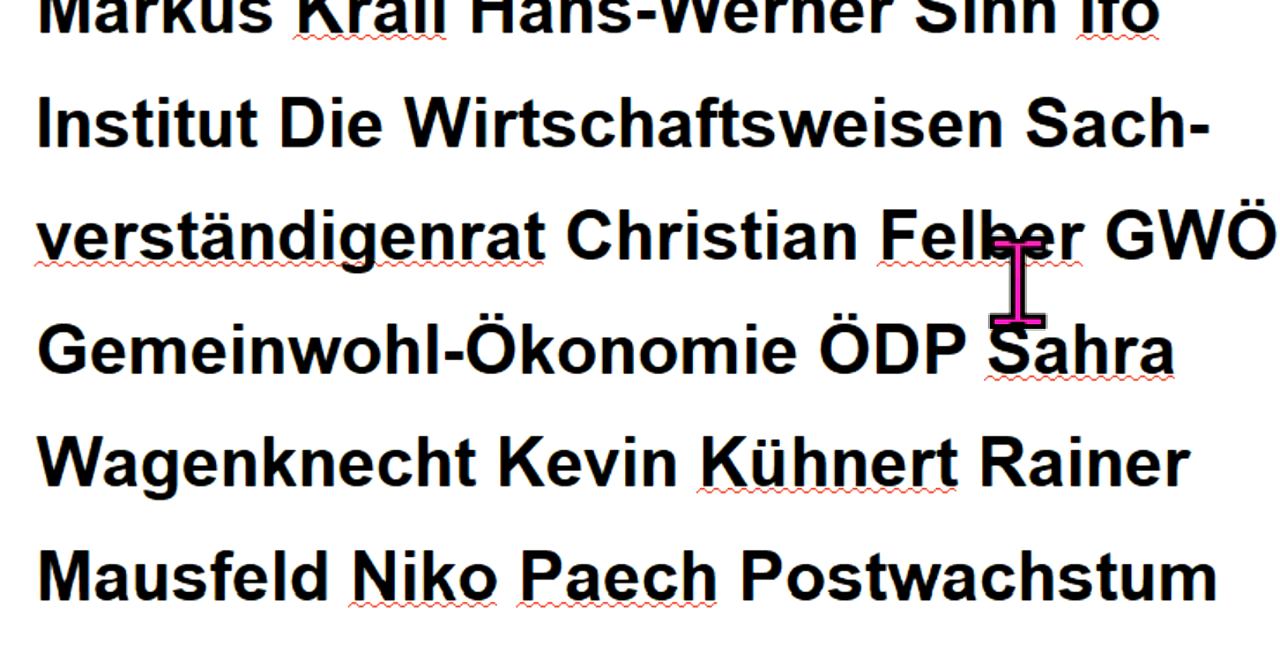 Markus Krall Hans-Werner Sinn ifo
Institut Die Wirtschaftsweisen Sach-
verständigenrat Christian Felber GWÖ
Gemeinwohl-Ökonomie ÖDP Sahra
Wagenknecht Kevin Kühnert Rainer
Mausfeld Niko Paech Postwachstum